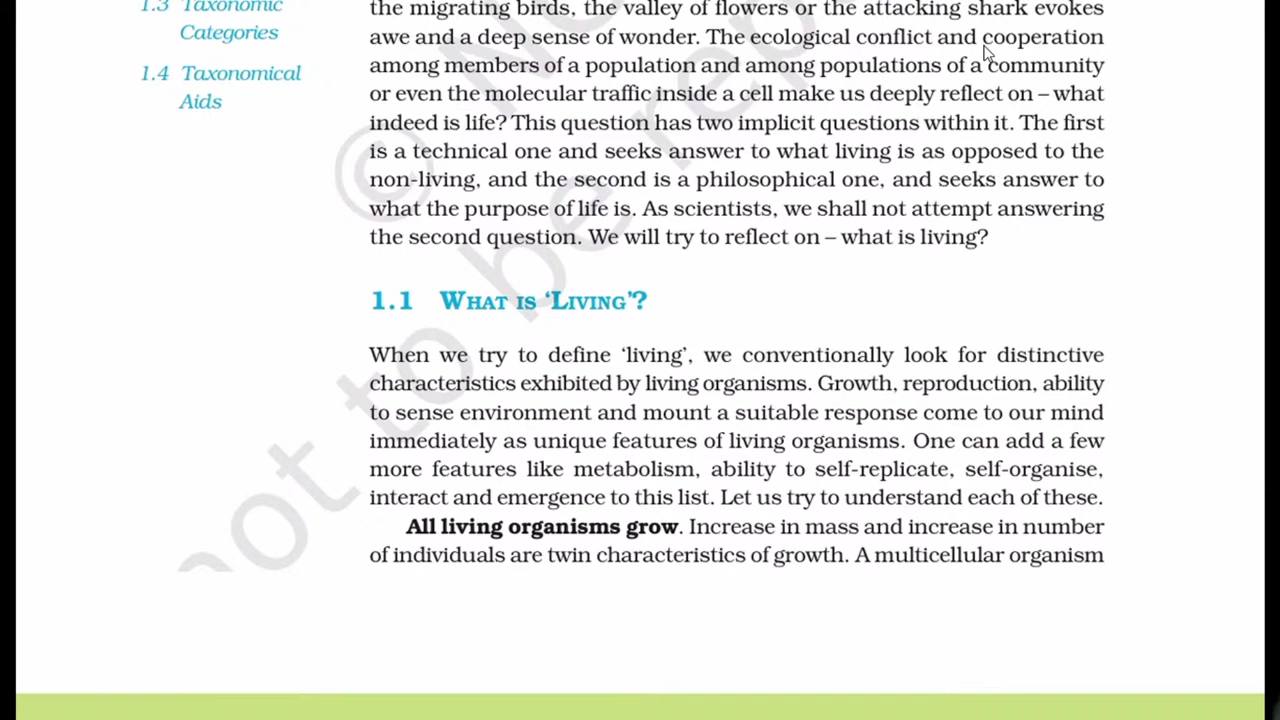 1.3 Taxonomic
Categories
1.4 Taxonomical
Aids
the migrating birds, the valley of flowers or the attacking shark evokes
awe and a deep sense of wonder. The ecological conflict and cooperation
among members of a population and among populations of a community
or even the molecular traffic inside a cell make us deeply reflect on – what
indeed is life? This question has two implicit questions within it. The first
is a technical one and seeks answer to what living is as opposed to the
non-living, and the second is a philosophical one, and seeks answer to
what the purpose of life is. As scientists, we shall not attempt answering
the second question. We will try to reflect on – what is living?
1.1 What is ‘Living’?
When we try to define ‘living’, we conventionally look for distinctive
characteristics exhibited by living organisms. Growth, reproduction, ability
to sense environment and mount a suitable response come to our mind
immediately as unique features of living organisms. One can add a few
more features like metabolism, ability to self-replicate, self-organise,
interact and emergence to this list. Let us try to understand each of these.
All living organisms grow. Increase in mass and increase in number
of individuals are twin characteristics of growth. A multicellular organism
©
not to be rep